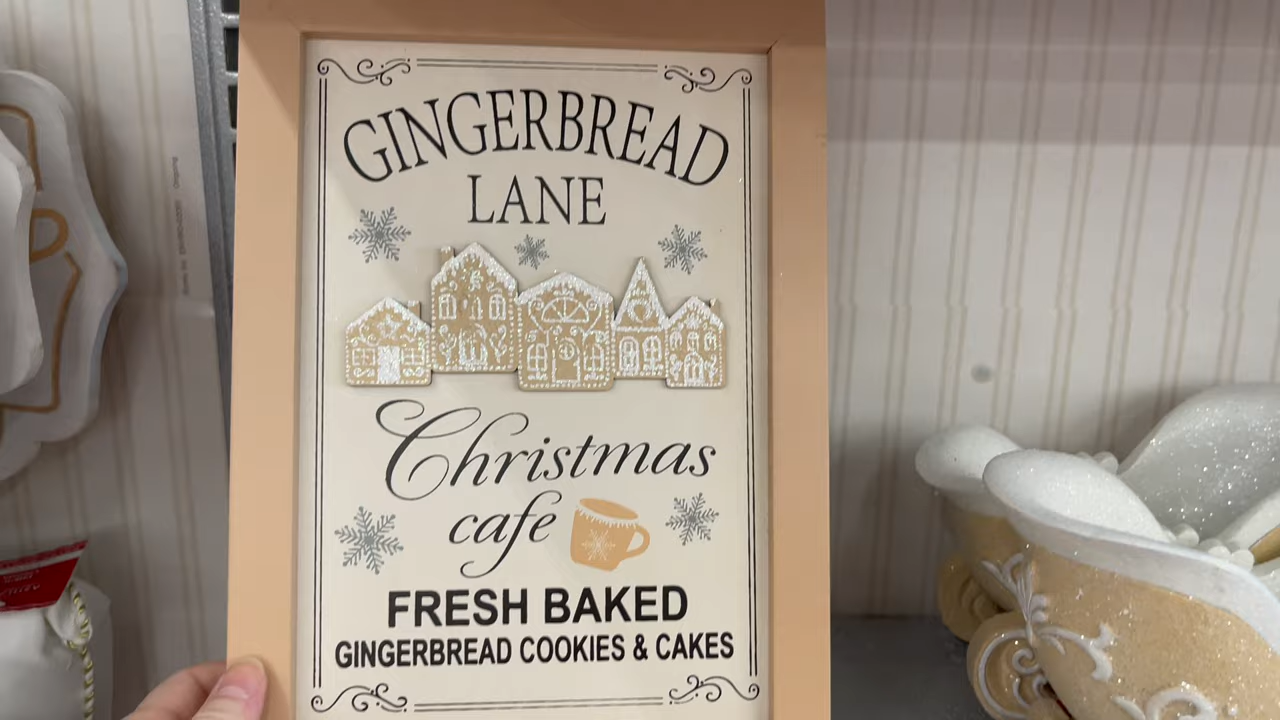 GINGERBREAD
LANE
Christmas
cafe
FRESH BAKED
GINGERBREAD COOKIES & CAKES